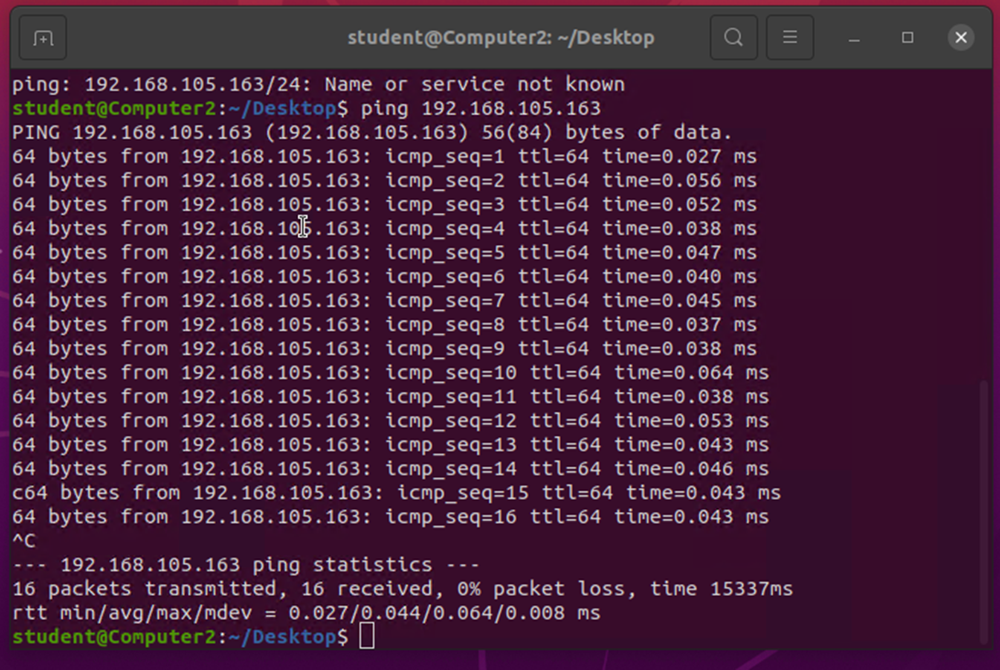 student@Computer2: ~/Desktop
ping: 192.168.105.163/24: Name or service not known
student@Computer2:~/Desktop$ ping 192.168.105.163
PING 192.168.105.163 (192.168.105.163) 56(84) bytes of data.
64 bytes from 192.168.105.163: icmp_seq=1 ttl=64 time=0.027 ms
64 bytes from 192.168.105.163: icmp_seq=2 ttl=64 time=0.056 ms
64 bytes from 192.168.105.163: icmp_seq=3 ttl=64 time=0.052 ms
64 bytes from 192.168.105.163: icmp_seq=4 ttl=64 time=0.038 ms
64 bytes from 192.168.105.163: icmp_seq=5 ttl=64 time=0.047 ms
64 bytes from 192.168.105.163: icmp_seq=6 ttl=64 time=0.040 ms
64 bytes from 192.168.105.163: icmp_seq=7 ttl=64 time=0.045 ms
64 bytes from 192.168.105.163: icmp_seq=8 ttl=64 time=0.037 ms
64 bytes from 192.168.105.163: icmp_seq=9 ttl=64 time=0.038 ms
64 bytes from 192.168.105.163: icmp_seq=10 ttl=64 time=0.064 ms
64 bytes from 192.168.105.163: icmp_seq=11 ttl=64 time=0.038 ms
64 bytes from 192.168.105.163: icmp_seq=12 ttl=64 time=0.053 ms
64 bytes from 192.168.105.163: icmp_seq=13 ttl=64 time=0.043 ms
64 bytes from 192.168.105.163: icmp_seq=14 ttl=64 time=0.046 ms
c64 bytes from 192.168.105.163: icmp_seq=15 ttl=64 time=0.043 ms
64 bytes from 192.168.105.163: icmp_seq=16 ttl=64 time=0.043 ms
^C
--- 192.168.105.163 ping statistics ---
16 packets transmitted, 16 received, 0% packet loss, time 15337ms
rtt min/avg/max/mdev = 0.027/0.044/0.064/0.008 ms
student@Computer2:~/Desktop$